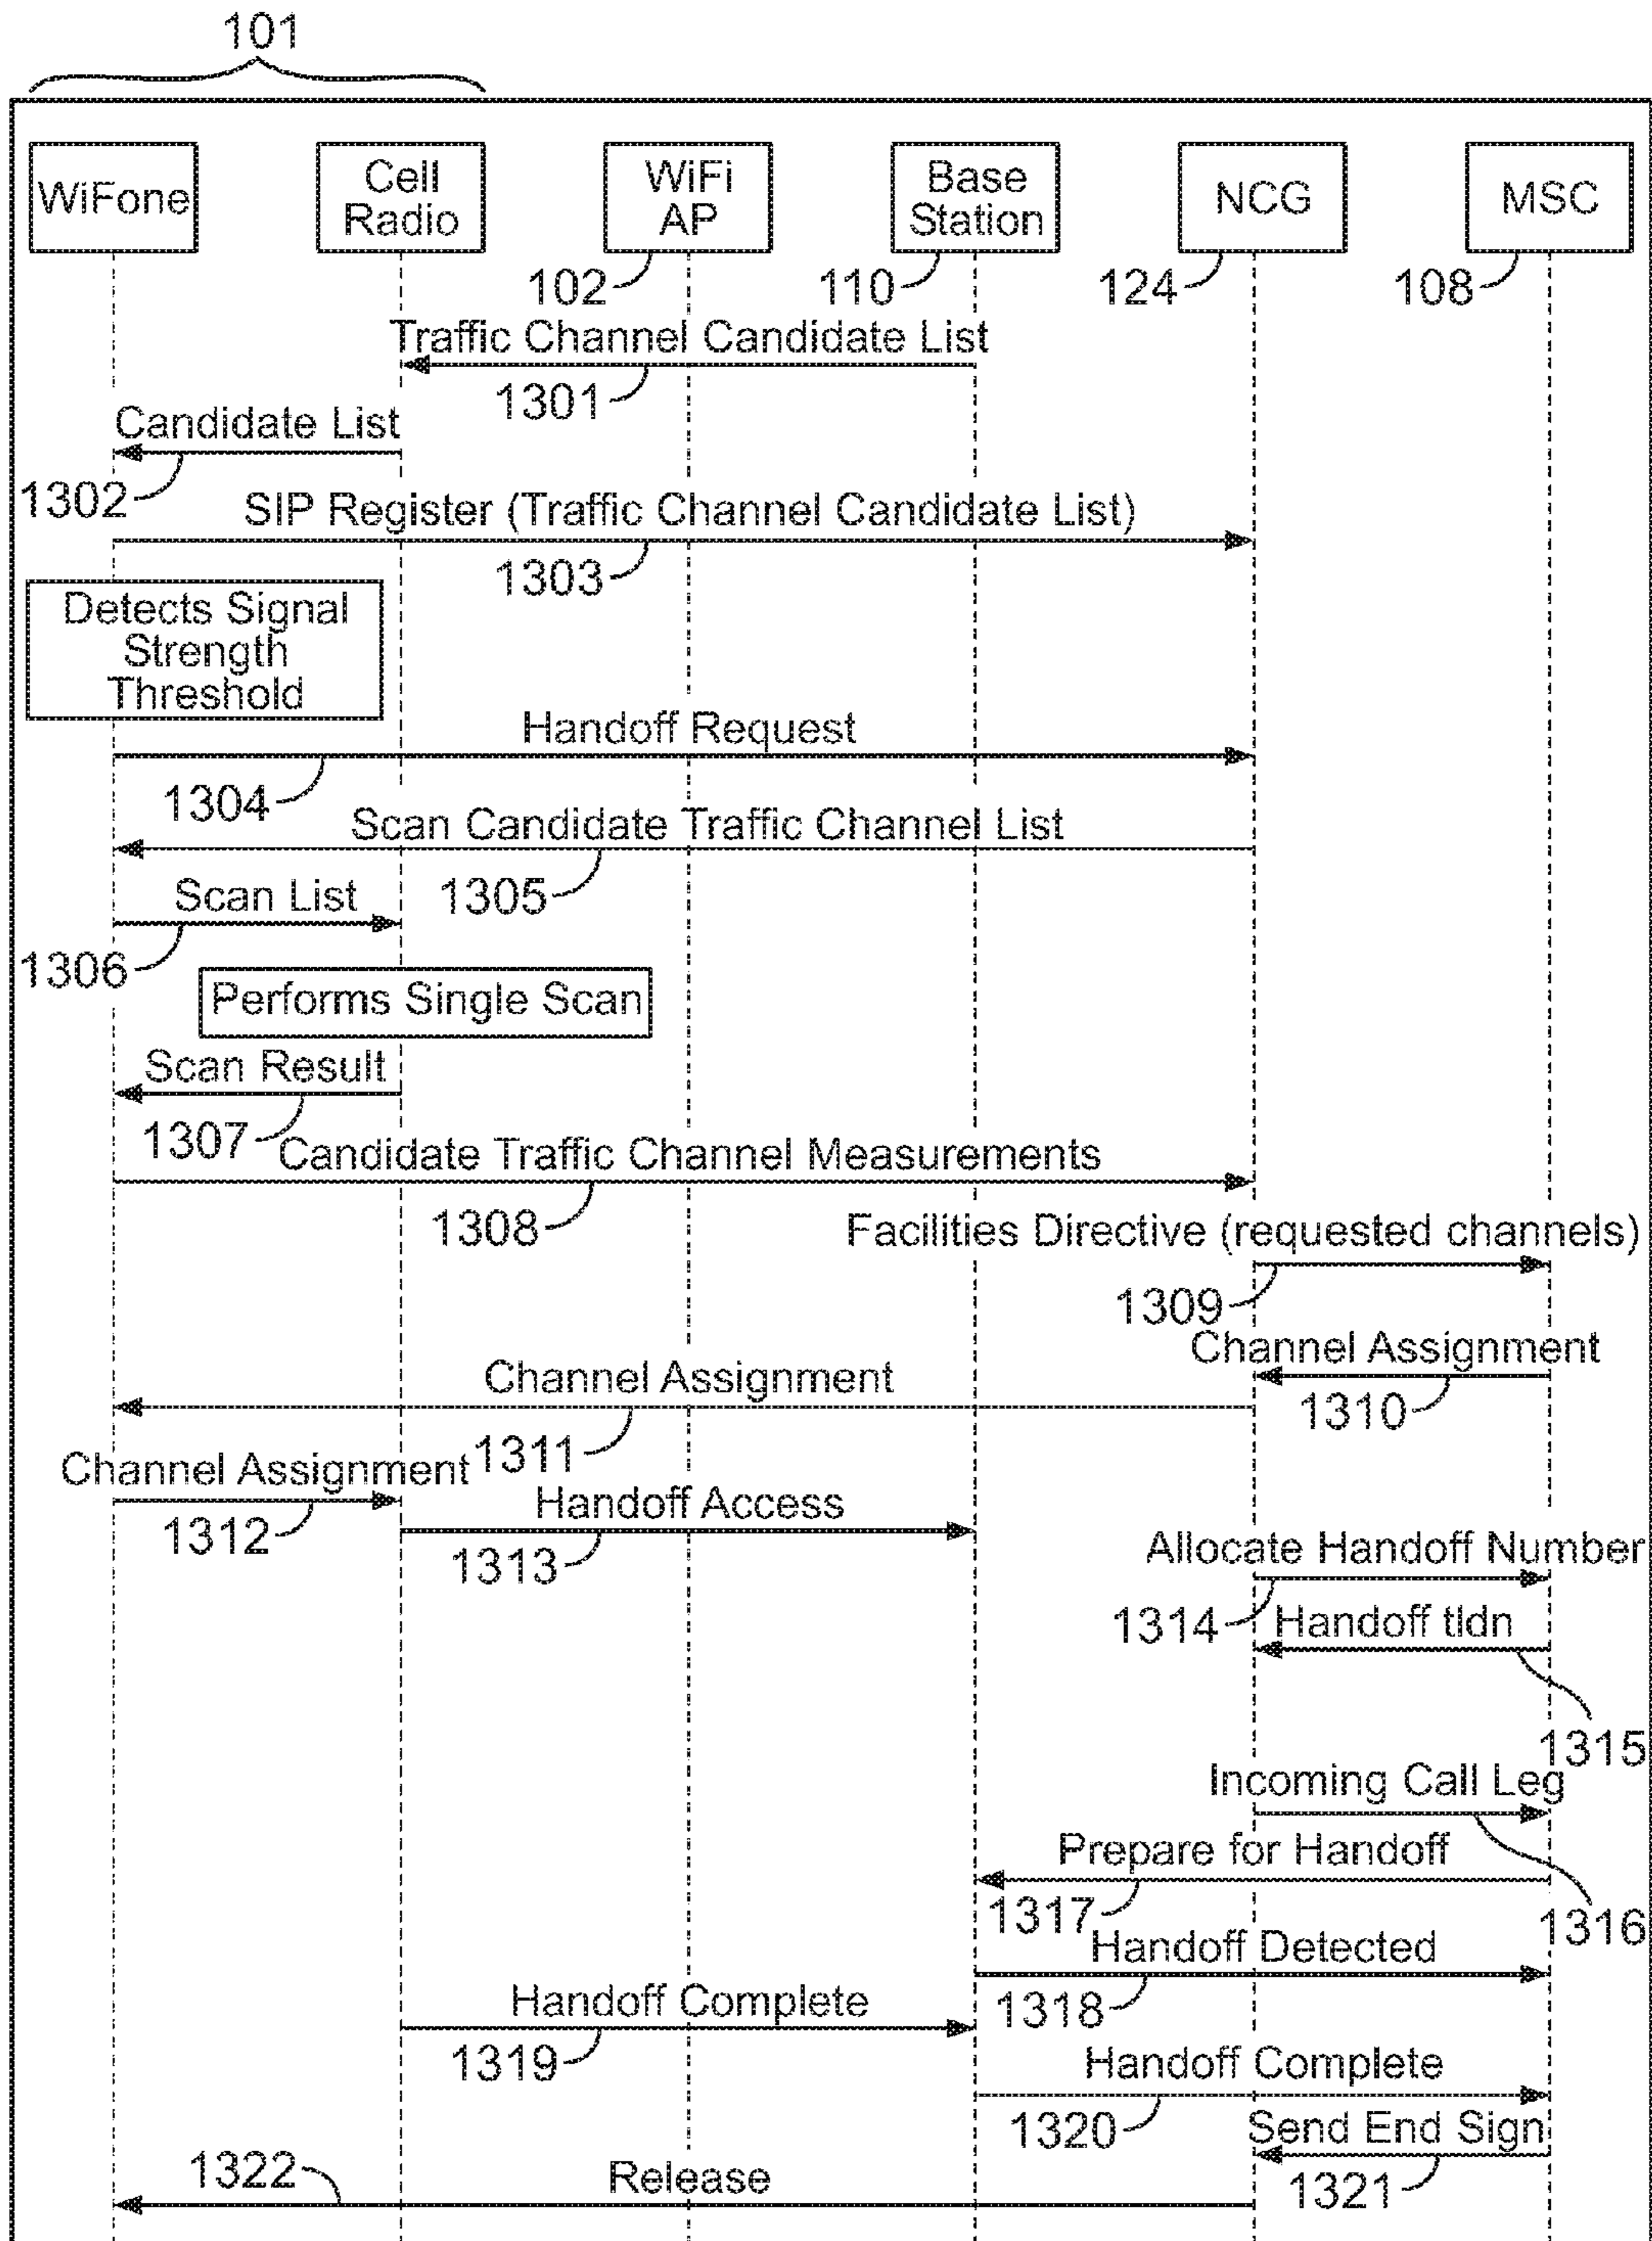 101
WiFone
Cell
Radio
WiFi
AP
Base
Station
NCG
MSC
102
110
124
108
Traffic Channel Candidate List
1301
Candidate List
1302
SIP Register (Traffic Channel Candidate List)
1303
Detects Signal
Strength
Threshold
Handoff Request
1304
Scan Candidate Traffic Channel List
1305
Scan List
1306
Performs Single Scan
Scan Result
1307
Candidate Traffic Channel Measurements
1308
Facilities Directive (requested channels)
1309
Channel Assignment
1310
Channel Assignment
1311
Channel Assignment
1312
Handoff Access
1313
Allocate Handoff Number
1314
Handoff tldn
1315
Incoming Call Leg
1316
Prepare for Handoff
1317
Handoff Detected
1318
Handoff Complete
1319
Handoff Complete
1320
Send End Sign
1321
Release
1322